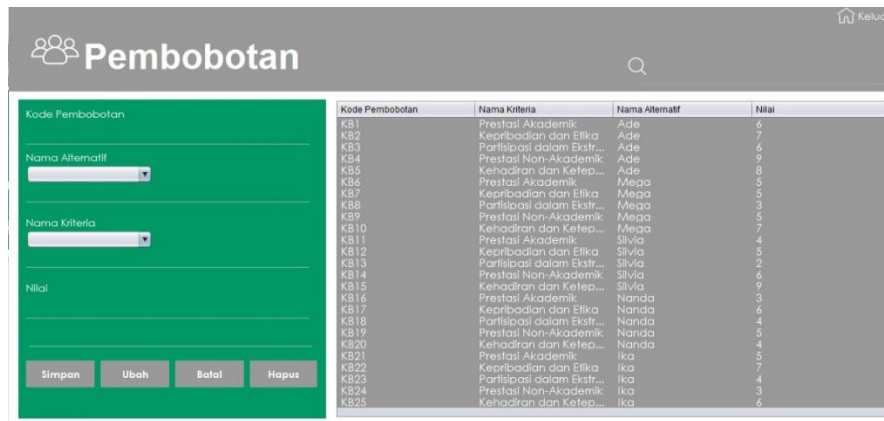 Keluar
Pembobotan
Kode Pembobotan
Nama Alternatif
Nama Kriteria
Nilai
Simpan Ubah Batal Hapus
Kode Pembobotan Nama Kriteria Nama Alternatif Nilai
KB1 Prestasi Akademik Ade 6
KB2 Kepribadian dan Etika Ade 7
KB3 Partisipasi dalam Ekstr... Ade 6
KB4 Prestasi Non-Akademik Ade 9
KB5 Kehadiran dan Ketep... Ade 8
KB6 Prestasi Akademik Mega 5
KB7 Kepribadian dan Etika Mega 5
KB8 Partisipasi dalam Ekstr... Mega 3
KB9 Prestasi Non-Akademik Mega 5
KB10 Kehadiran dan Ketep... Mega 7
KB11 Prestasi Akademik Silvia 4
KB12 Kepribadian dan Etika Silvia 5
KB13 Partisipasi dalam Ekstr... Silvia 2
KB14 Prestasi Non-Akademik Silvia 6
KB15 Kehadiran dan Ketep... Silvia 9
KB16 Prestasi Akademik Nanda 3
KB17 Kepribadian dan Etika Nanda 6
KB18 Partisipasi dalam Ekstr... Nanda 4
KB19 Prestasi Non-Akademik Nanda 5
KB20 Kehadiran dan Ketep... Nanda 4
KB21 Prestasi Akademik Ika 5
KB22 Kepribadian dan Etika Ika 7
KB23 Partisipasi dalam Ekstr... Ika 4
KB24 Prestasi Non-Akademik Ika 3
KB25 Kehadiran dan Ketep... Ika 6